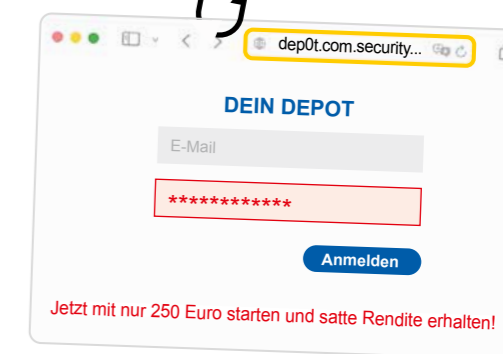 dep0t.com.security...
DEIN DEPOT
E-Mail
************
Anmelden
Jetzt mit nur 250 Euro starten und satte Rendite erhalten!